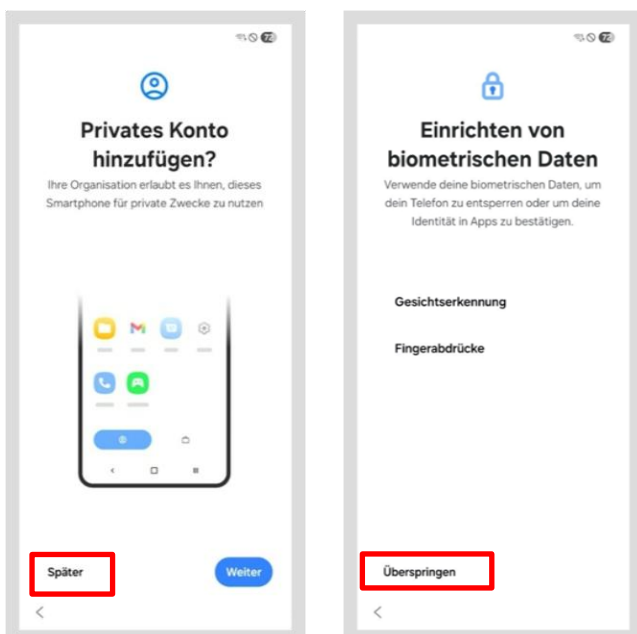 72
Privates Konto
hinzufügen?
Ihre Organisation erlaubt es Ihnen, dieses
Smartphone für private Zwecke zu nutzen
Später
Weiter
72
Einrichten von
biometrischen Daten
Verwende deine biometrischen Daten, um
dein Telefon zu entsperren oder um deine
Identität in Apps zu bestätigen.
Gesichtserkennung
Fingerabdrücke
Überspringen